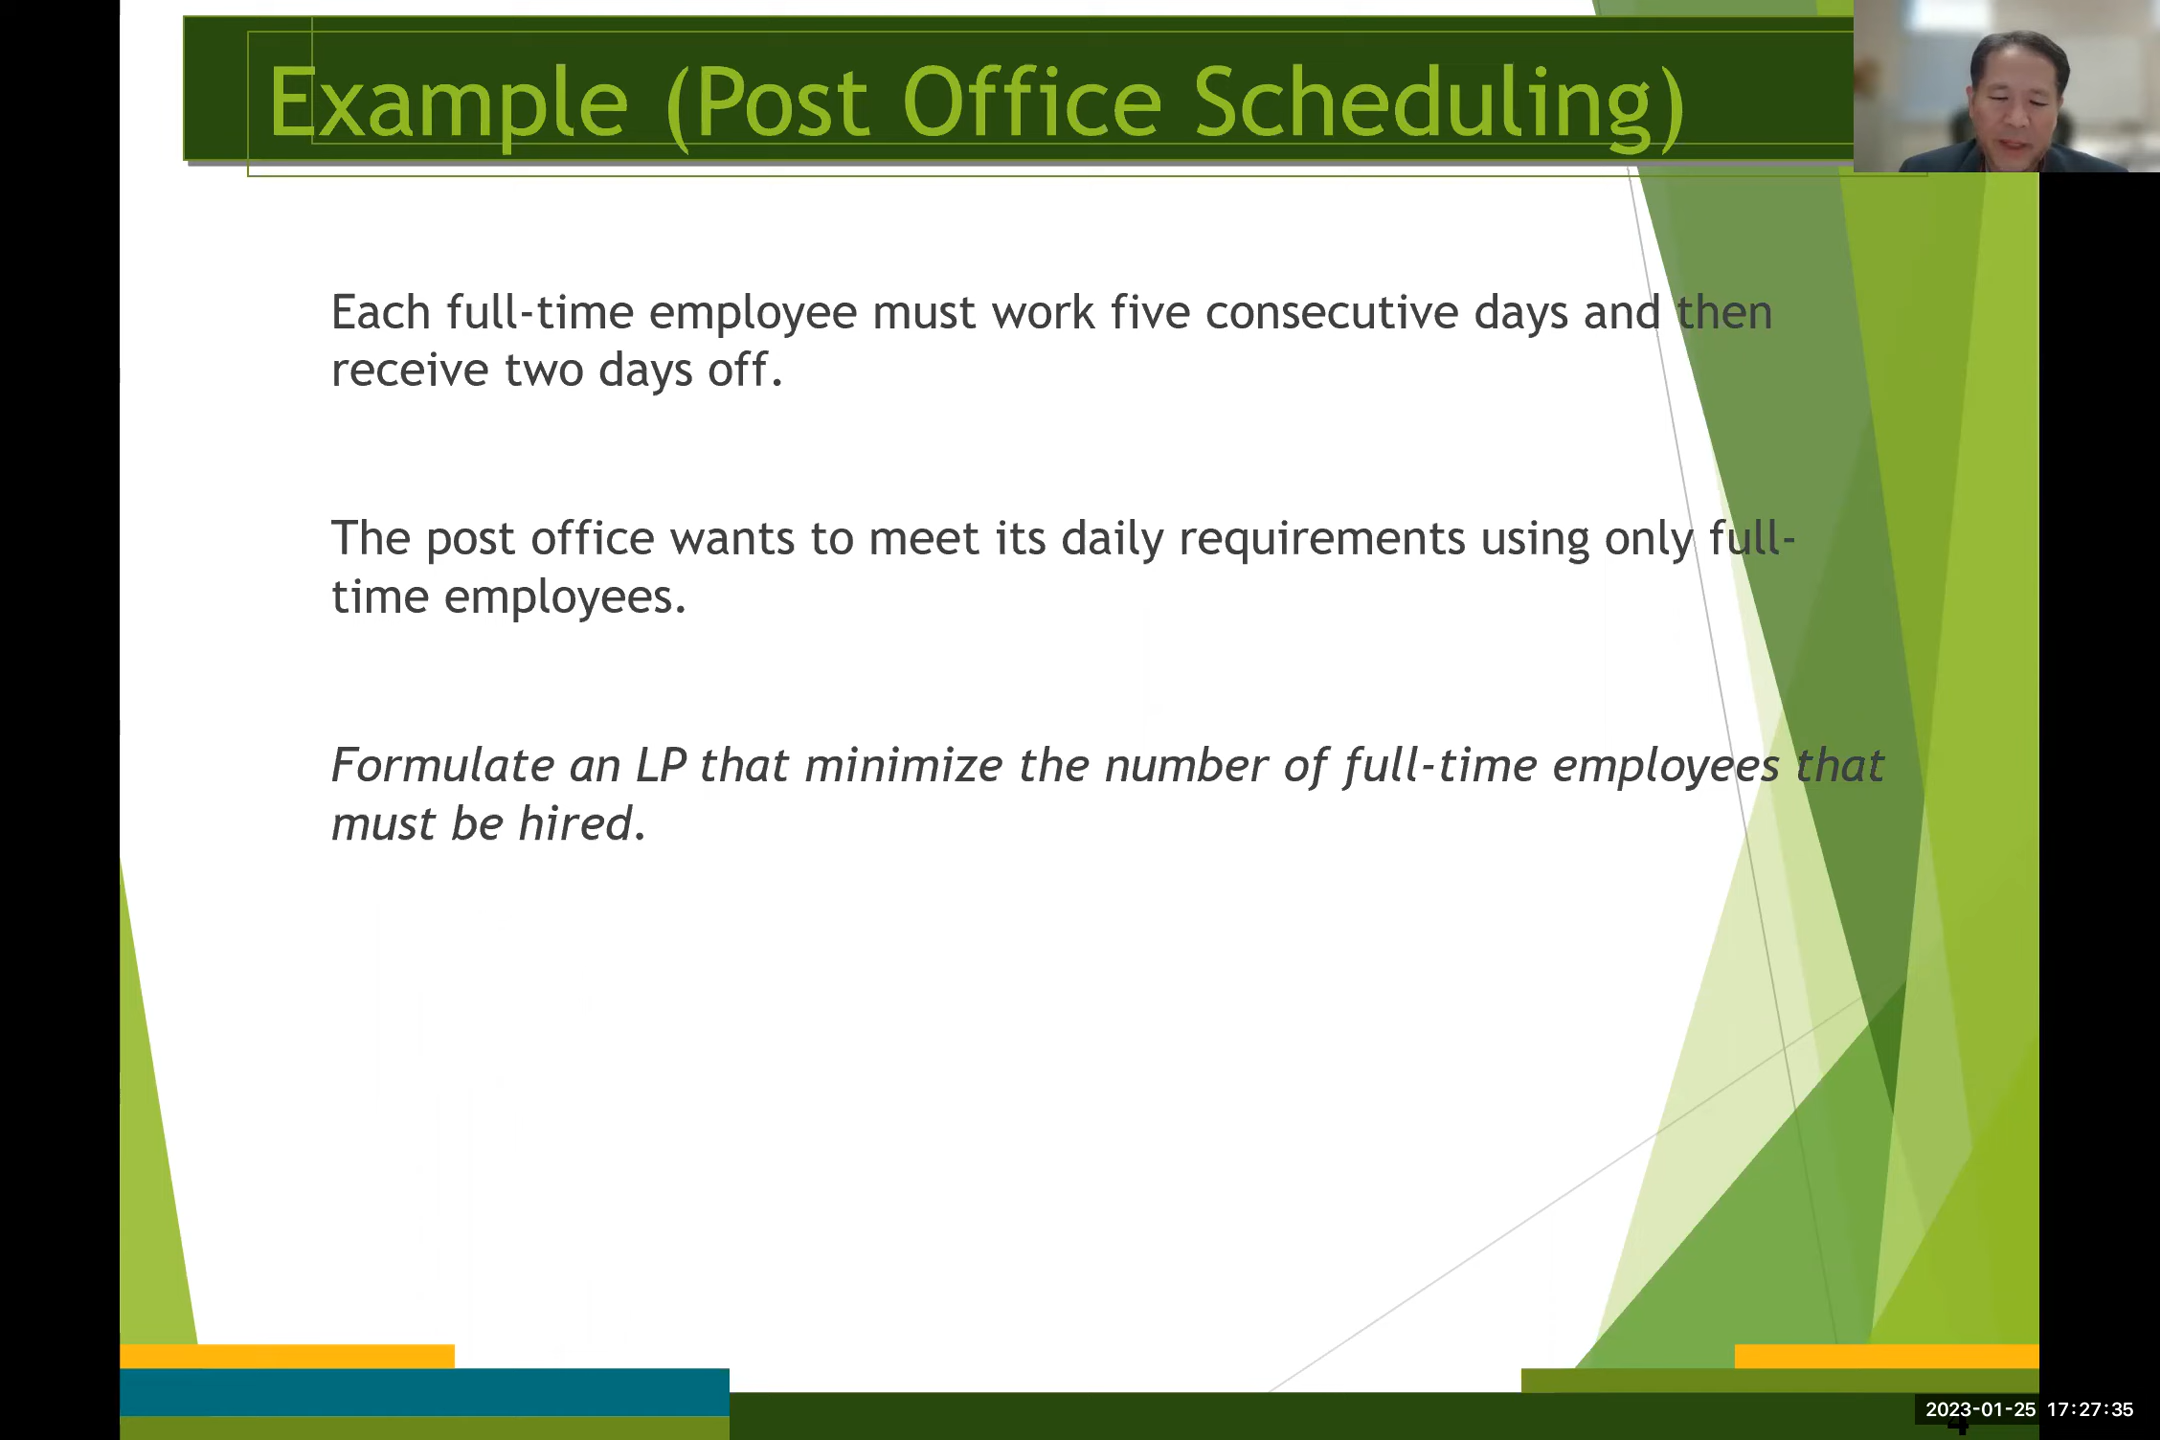 Example (Post Office Scheduling)
Each full-time employee must work five consecutive days and then
receive two days off.
The post office wants to meet its daily requirements using only full-
time employees.
Formulate an LP that minimize the number of full-time employees that
must be hired.
2023-01-25 17:27:35